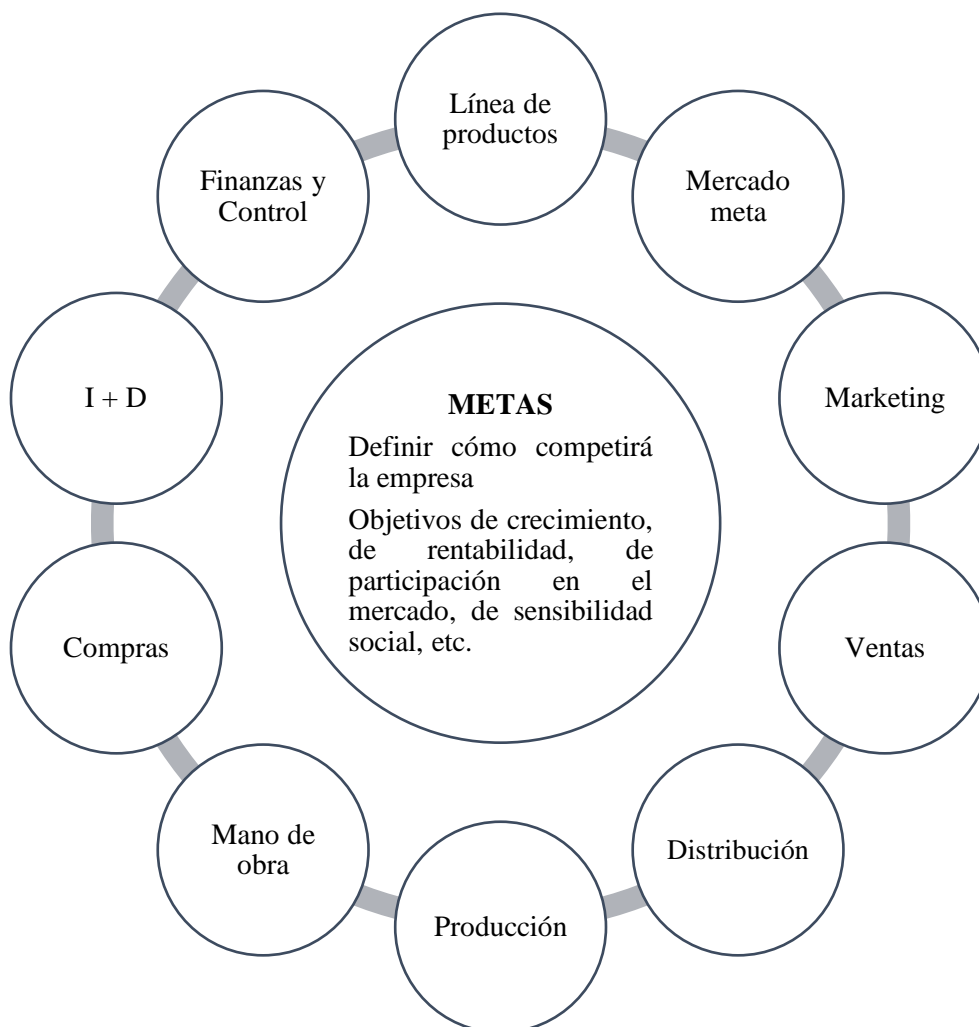 Línea de
productos
Mercado
meta
Marketing
Ventas
Distribución
Producción
Mano de
obra
Compras
I + D
Finanzas y
Control
METAS
Definir cómo competirá
la empresa
Objetivos de crecimiento,
de rentabilidad, de
participación en el
mercado, de sensibilidad
social, etc.